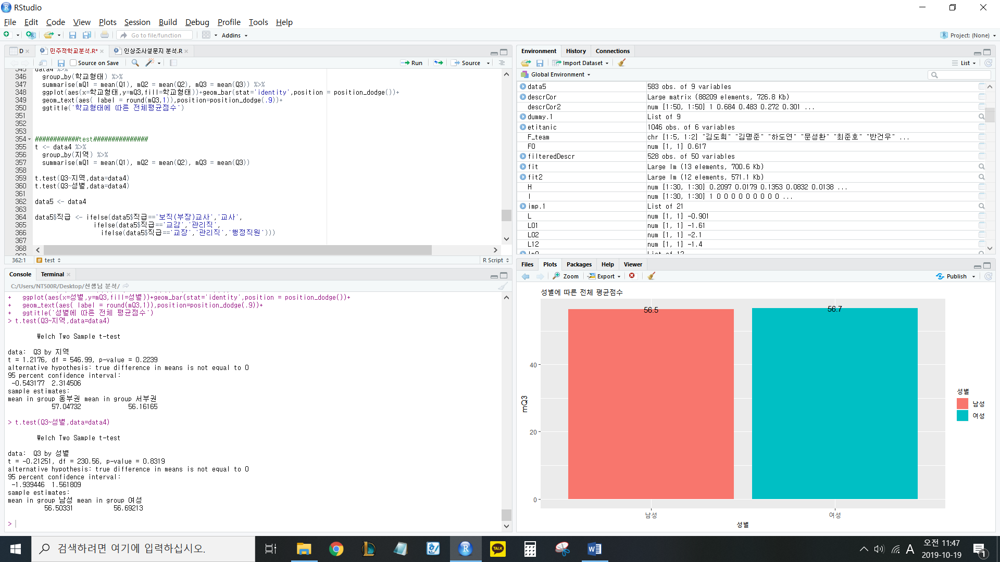 RStudio
File Edit Code View Plots Session Build Debug Profile Tools Help
Go to file/function Addins Project: (None)
D 민주적학교분석.R* 인상조사설문지 분석.R
Source on Save Run Source
345 data4 %>%
346 group_by(학교형태) %>%
347 summarise(mQ1 = mean(Q1), mQ2 = mean(Q2), mQ3 = mean(Q3)) %>%
348 ggplot(aes(x=학교형태,y=mQ3,fill=학교형태))+geom_bar(stat='identity',position = position_dodge())+
349 geom_text(aes( label = round(mQ3,1)),position=position_dodge(.9))+
350 ggtitle('학교형태에 따른 전체평균점수')
351
352
353
354 ############test###############
355 t <- data4 %>%
356 group_by(지역) %>%
357 summarise(mQ1 = mean(Q1), mQ2 = mean(Q2), mQ3 = mean(Q3))
358
359 t.test(Q3~지역,data=data4)
360 t.test(Q3~성별,data=data4)
361
362 data5 <- data4
363
364 data5$직급 <- ifelse(data5$직급=='보직(부장)교사','교사',
365 ifelse(data5$직급=='교감','관리직',
366 ifelse(data5$직급=='교장','관리직','행정직원')))
367
368
362:1 test R Script
Console Terminal
C:/Users/NT500R/Desktop/선생님 분석/
+ ggplot(aes(x=성별,y=mQ3,fill=성별))+geom_bar(stat='identity',position = position_dodge())+
+ geom_text(aes( label = round(mQ3,1)),position=position_dodge(.9))+
+ ggtitle('성별에 따른 전체 평균점수')
> t.test(Q3~지역,data=data4)
Welch Two Sample t-test
data: Q3 by 지역
t = 1.2176, df = 546.99, p-value = 0.2239
alternative hypothesis: true difference in means is not equal to 0
95 percent confidence interval:
-0.543177 2.314506
sample estimates:
mean in group 동부권 mean in group 서부권
57.04732 56.16165
> t.test(Q3~성별,data=data4)
Welch Two Sample t-test
data: Q3 by 성별
t = -0.21251, df = 230.56, p-value = 0.8319
alternative hypothesis: true difference in means is not equal to 0
95 percent confidence interval:
-1.939446 1.561809
sample estimates:
mean in group 남성 mean in group 여성
56.50331 56.69213
>
Environment History Connections
Import Dataset List
Global Environment
data5 583 obs. of 9 variables
descrCor Large matrix (88209 elements, 726.8 Kb)
descrCor2 num [1:50, 1:50] 1 0.684 0.483 0.272 0.301 ...
dummy.1 List of 9
etitanic 1046 obs. of 6 variables
F_team chr [1:5, 1:2] "김도희" "김명준" "하도연" "문성환" "최준호" "반건우" ...
F0 num [1, 1] 0.617
filteredDescr 528 obs. of 50 variables
fit Large lm (13 elements, 700.6 Kb)
fit2 Large lm (12 elements, 571.1 Kb)
H num [1:30, 1:30] 0.2097 0.0179 0.1353 0.0832 0.0138 ...
I num [1:30, 1:30] 1 0 0 0 0 0 0 0 0 0 ...
imp.1 List of 21
L num [1, 1] -0.901
L01 num [1, 1] -1.61
L02 num [1, 1] -2.1
L12 num [1, 1] -1.4
Files Plots Packages Help Viewer
Zoom Export Publish
성별에 따른 전체 평균점수
56.5 56.7
40
20
0
mQ3
남성 여성
성별
성별
남성
여성
검색하려면 여기에 입력하십시오.
TALK
A
오전 11:47
2019-10-19
1